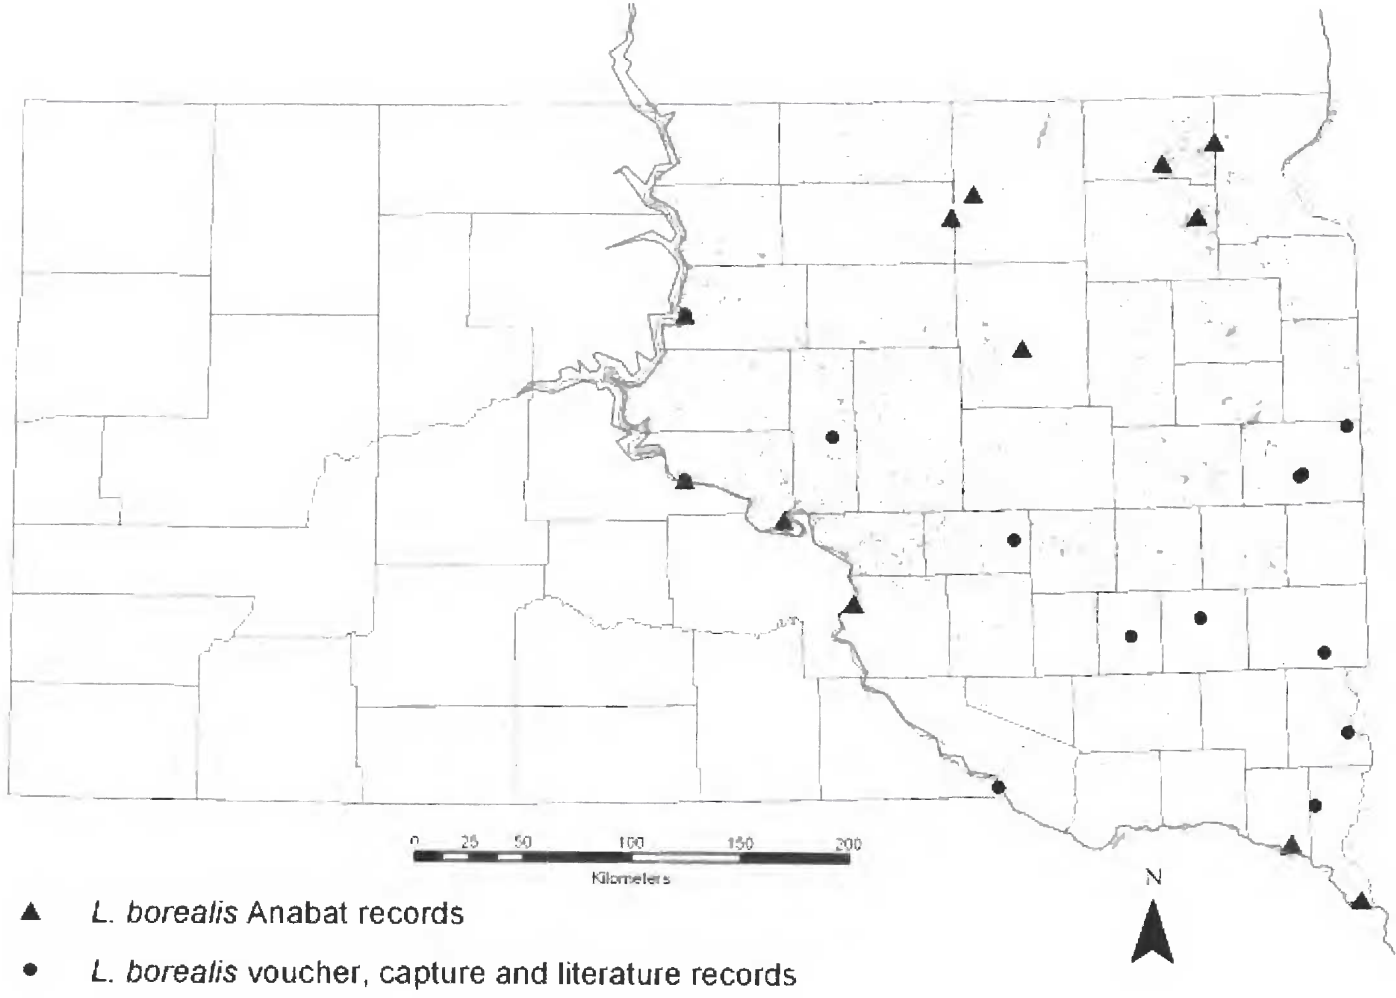 0 25 50 100 150 200
Kilometers
N
L. borealis Anabat records
L. borealis voucher, capture and literature records